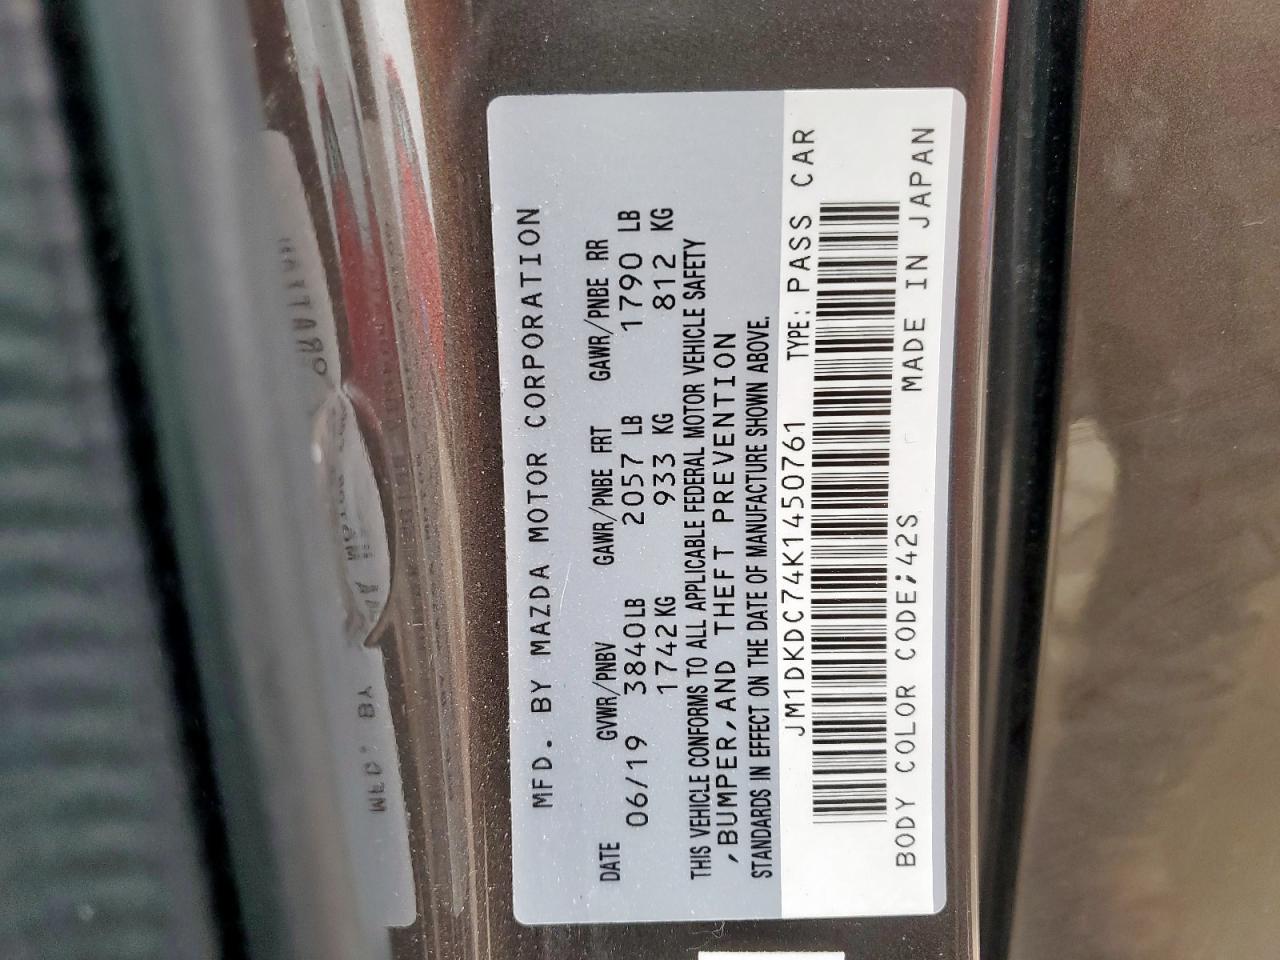 MFD. BY MAZDA MOTOR CORPORATION
DATE GVWR/PNBV GAWR/PNBE FRT GAWR/PNBE RR
06/19 3840LB 2057 LB 1790 LB
1742KG 933 KG 812 KG
THIS VEHICLE CONFORMS TO ALL APPLICABLE FEDERAL MOTOR VEHICLE SAFETY
,BUMPER,AND THEFT PREVENTION
STANDARDS IN EFFECT ON THE DATE OF MANUFACTURE SHOWN ABOVE.
JM1DKDC74K1450761 TYPE: PASS CAR
BODY COLOR CODE;42S MADE IN JAPAN